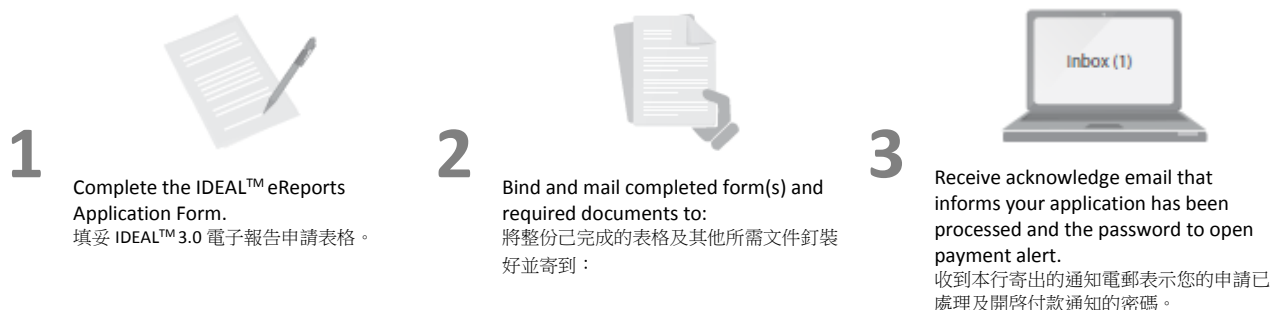 1
Complete the IDEAL™ eReports
Application Form.
填妥 IDEAL™ 3.0 電子報告申請表格。
2
Bind and mail completed form(s) and
required documents to:
將整份己完成的表格及其他所需文件釘裝
好並寄到：
Inbox (1)
3
Receive acknowledge email that
informs your application has been
processed and the password to open
payment alert.
收到本行寄出的通知電郵表示您的申請已
處理及開啓付款通知的密碼。